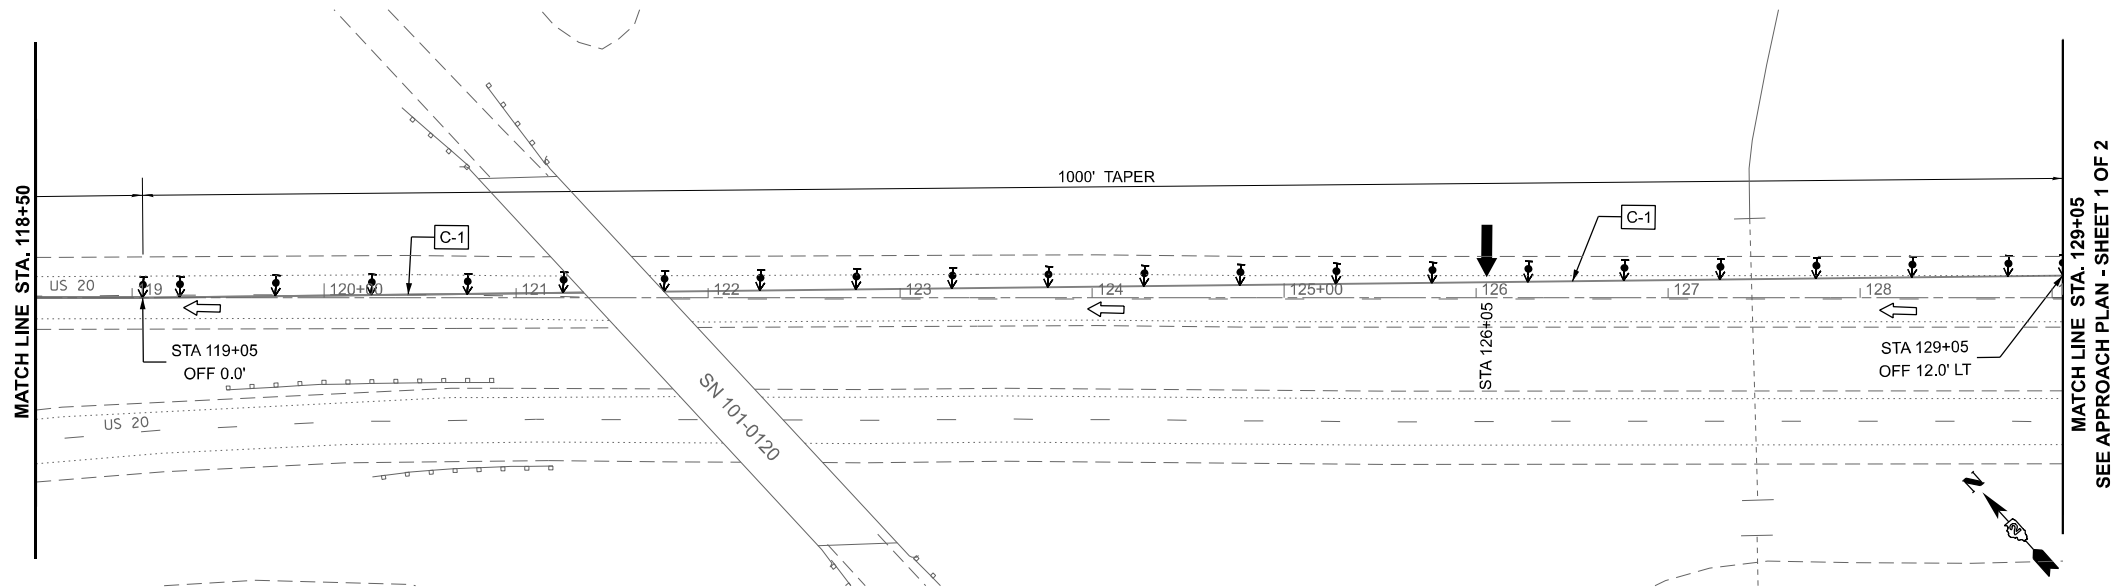 1000' TAPER
C-1
C-1
US 20
119
120+00
121
122
123
124
125+00
126
127
128
STA 126+05
STA 119+05
OFF 0.0'
STA 129+05
OFF 12.0' LT
SN 101-0120
US 20
N
MATCH LINE STA. 118+50
MATCH LINE STA. 129+05
SEE APPROACH PLAN - SHEET 1 OF 2